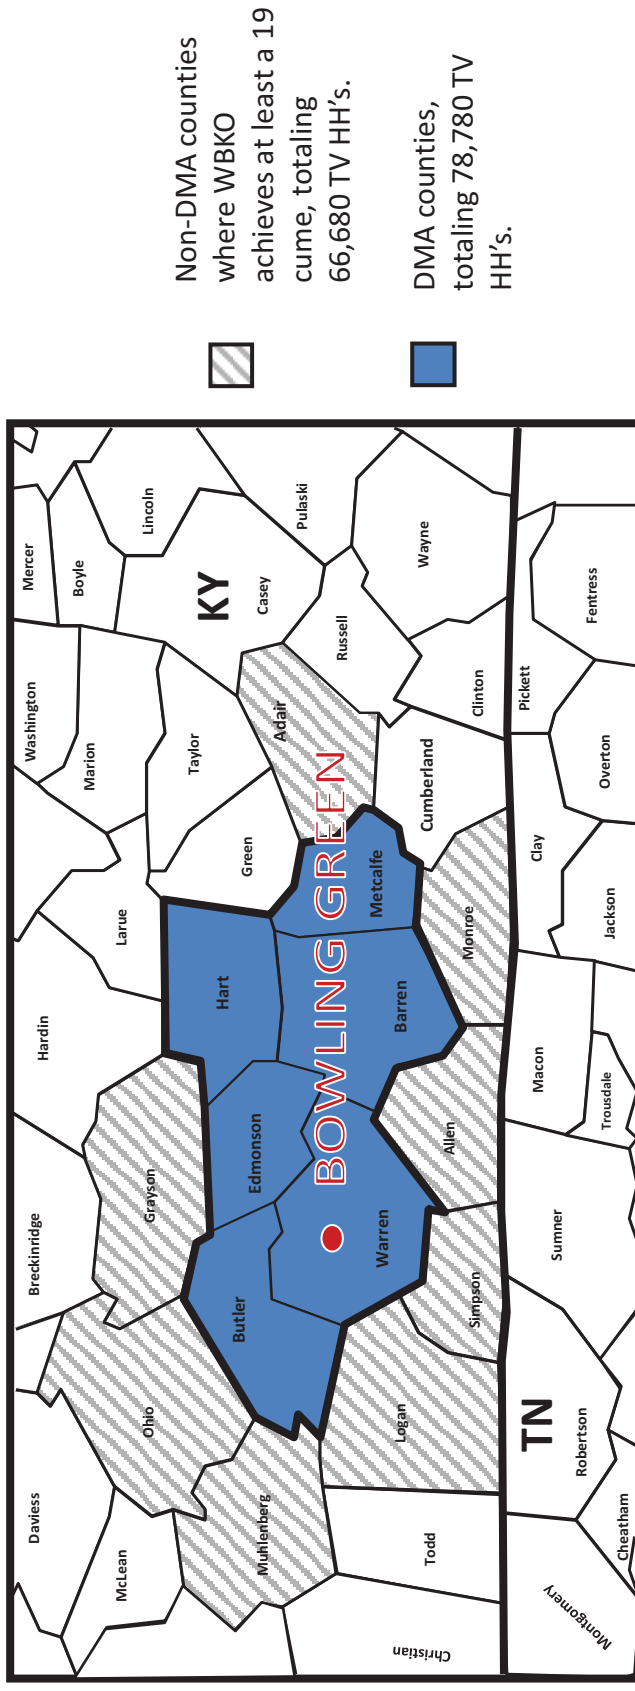 Daviess
Breckinridge
Hardin
Washington
Mercer
McLean
Ohio
Grayson
Larue
Marion
Boyle
Lincoln
Muhlenberg
Butler
Edmonson
Hart
Green
Taylor
KY
Casey
Pulaski
BOWLING GREEN
Adair
Russell
Christian
Todd
Logan
Warren
Barren
Metcalfe
Cumberland
Wayne
Simpson
Allen
Monroe
Clinton
TN
Montgomery
Robertson
Sumner
Macon
Clay
Pickett
Cheatham
Trousdale
Jackson
Overton
Fentress
Non-DMA counties
where WBKO
achieves at least a 19
cume, totaling
66,680 TV HH's.
DMA counties,
totaling 78,780 TV
HH's.